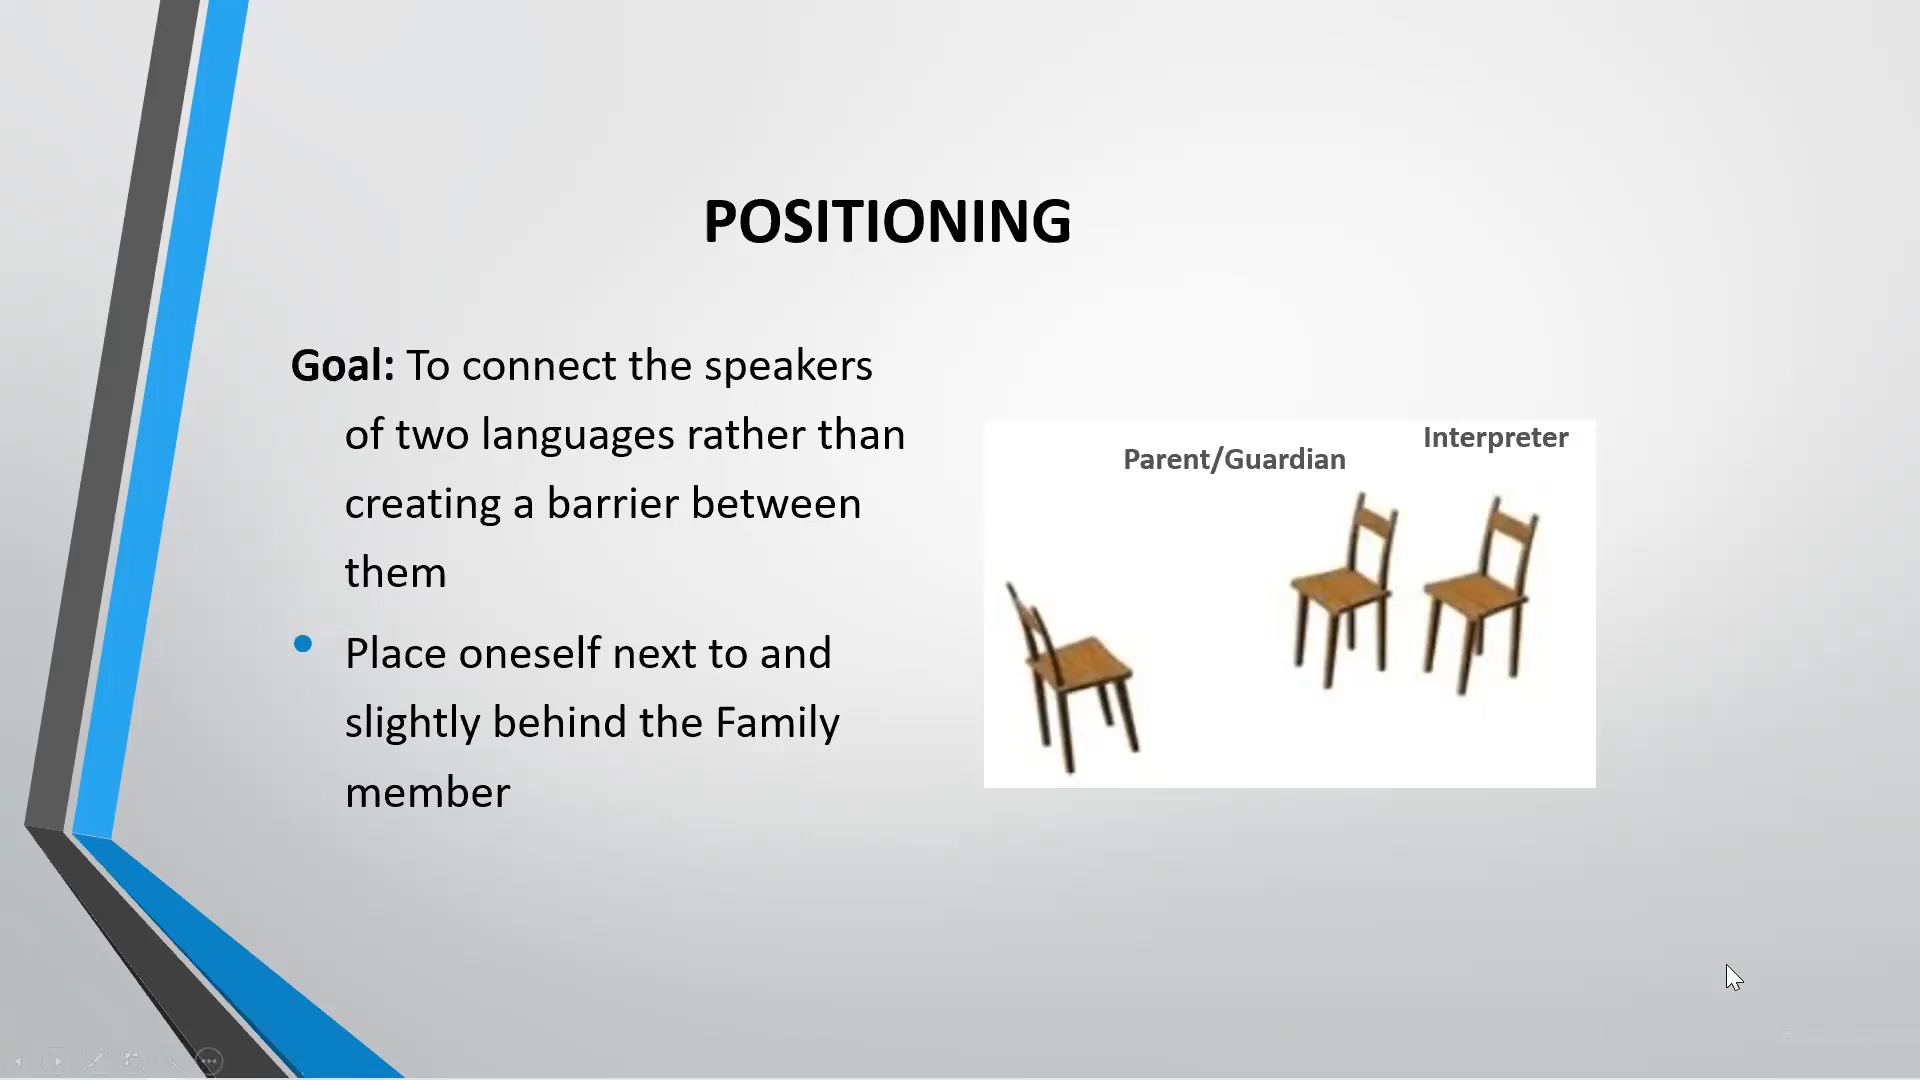 POSITIONING
Goal: To connect the speakers
of two languages rather than
creating a barrier between
them
• Place oneself next to and
slightly behind the Family
member
Interpreter
Parent/Guardian